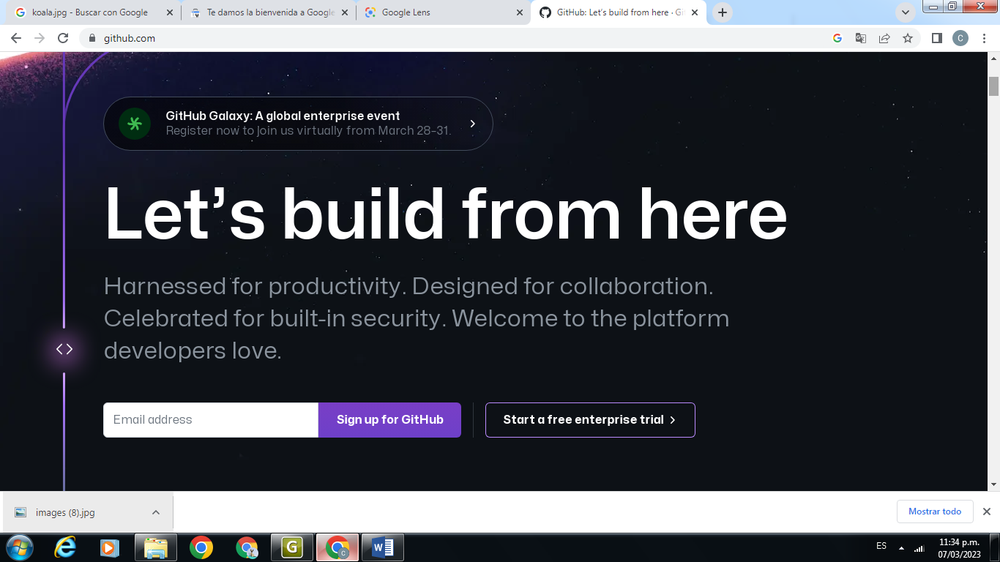 koala.jpg - Buscar con Google
Te damos la bienvenida a Google
Google Lens
GitHub: Let's build from here · Gi
github.com
C
GitHub Galaxy: A global enterprise event
Register now to join us virtually from March 28-31.
Let's build from here
Harnessed for productivity. Designed for collaboration.
Celebrated for built-in security. Welcome to the platform
developers love.
Email address
Sign up for GitHub
Start a free enterprise trial
images (8).jpg
Mostrar todo
ES
11:34 p.m.
07/03/2023